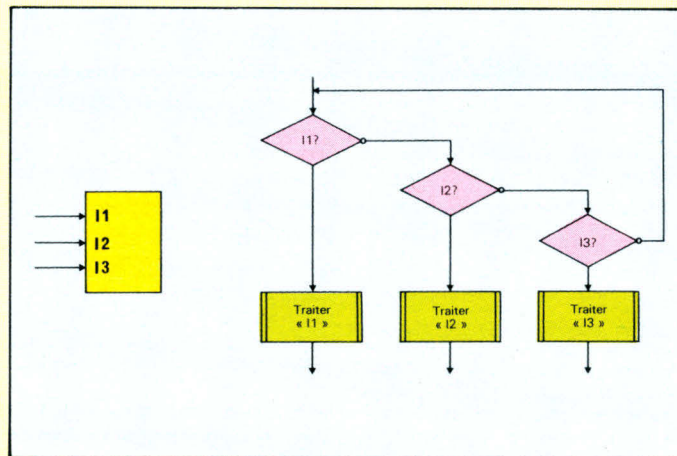 I1?
I2?
I3?
I1
I2
I3
Traiter
« I1 »
Traiter
« I2 »
Traiter
« I3 »